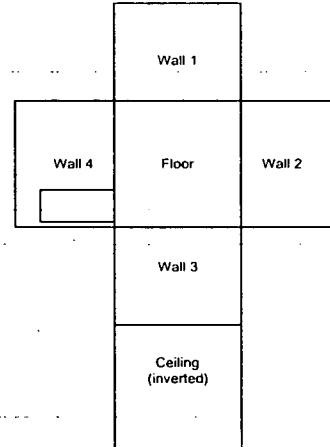 Wall 1
Wall 4
Floor
Wall 2
Wall 3
Ceiling
(inverted)